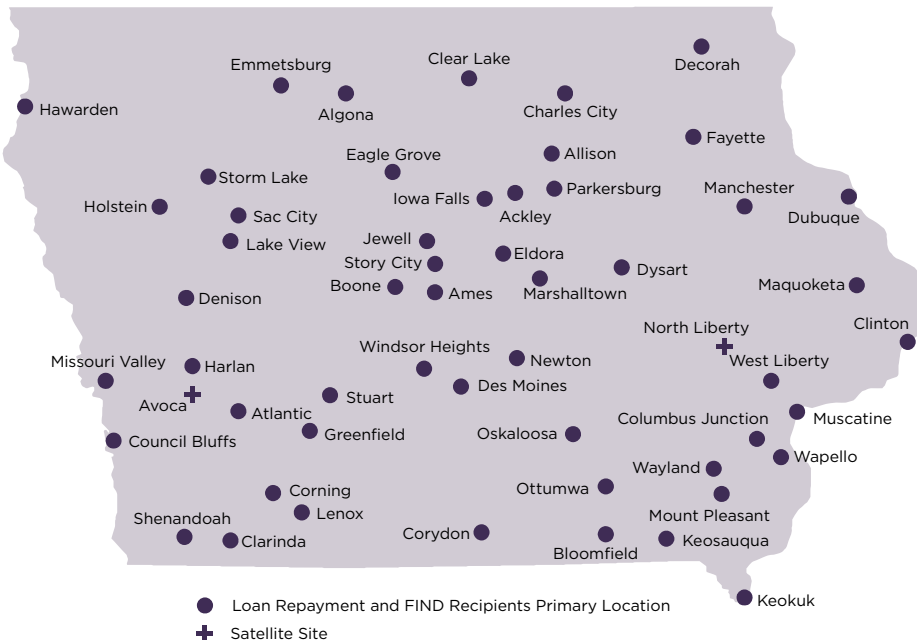 Clear Lake
Decorah
Emmetsburg
Algona
Charles City
Hawarden
Fayette
Eagle Grove
Allison
Storm Lake
Iowa Falls
Parkersburg
Manchester
Holstein
Sac City
Ackley
Dubuque
Lake View
Jewell
Eldora
Story City
Dysart
Boone
Ames
Marshalltown
Maquoketa
Denison
North Liberty
Clinton
Missouri Valley
Harlan
Windsor Heights
Newton
West Liberty
Des Moines
Avoca
Stuart
Atlantic
Columbus Junction
Muscatine
Council Bluffs
Greenfield
Oskaloosa
Wapello
Wayland
Corning
Ottumwa
Lenox
Mount Pleasant
Shenandoah
Clarinda
Corydon
Bloomfield
Keosauqua
Keokuk
Loan Repayment and FIND Recipients Primary Location
Satellite Site